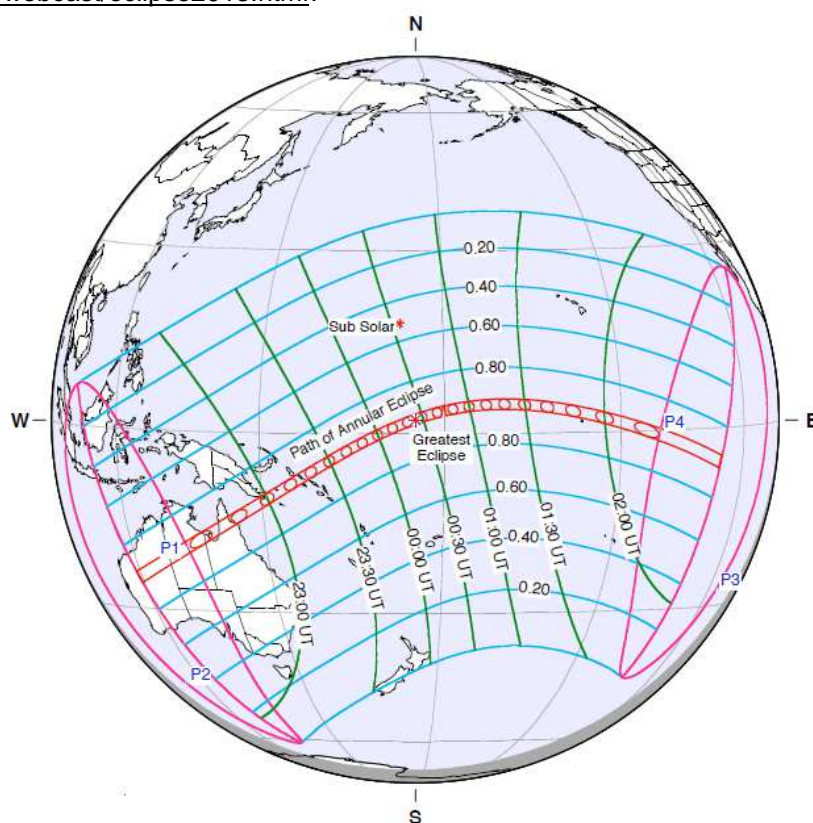 N
0.20
0.40
Sub Solar
0.60
0.80
Path of Annular Eclipse
W
P4
E
Greatest
Eclipse
0.80
0.60
P1
0.40
23:00 UT
23:30 UT
00:00 UT
00:30 UT
01:00 UT
01:30 UT
02:00 UT
0.20
P3
P2
S